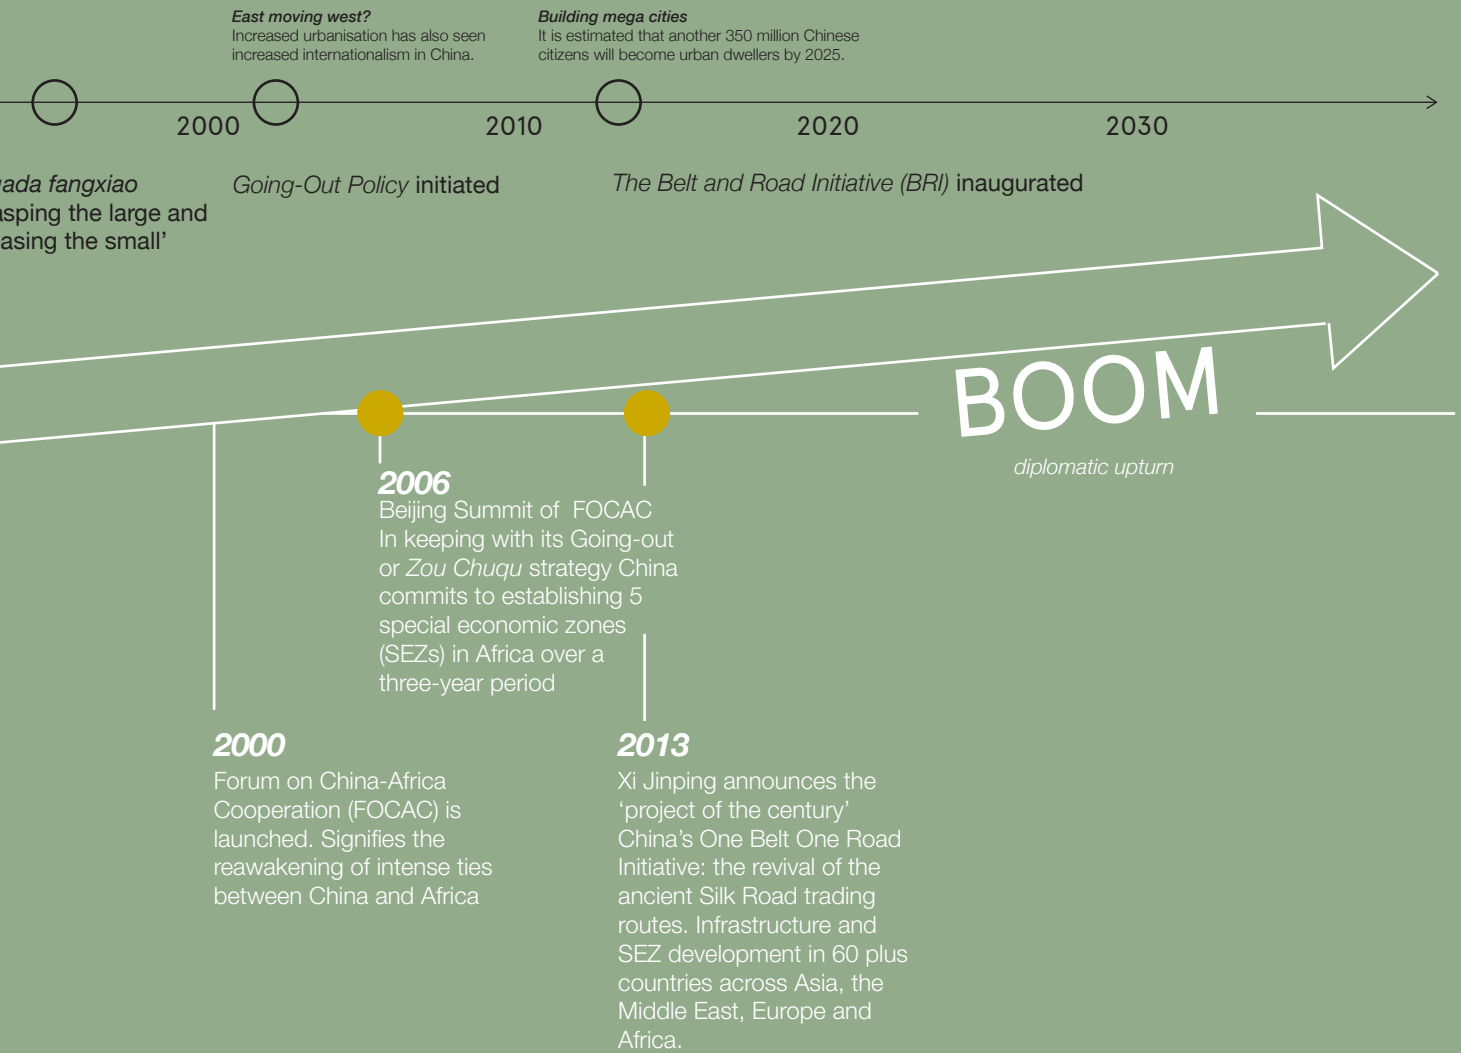 East moving west?
Increased urbanisation has also seen
increased internationalism in China.
Building mega cities
It is estimated that another 350 million Chinese
citizens will become urban dwellers by 2025.
2000
2010
2020
2030
fangxiao
the large and
the small’
Going-Out Policy initiated
The Belt and Road Initiative (BRI) inaugurated
BOOM
diplomatic upturn
2006
Beijing Summit of FOCAC
In keeping with its Going-out
or Zou Chuqu strategy China
commits to establishing 5
special economic zones
(SEZs) in Africa over a
three-year period
2000
Forum on China-Africa
Cooperation (FOCAC) is
launched. Signifies the
reawakening of intense ties
between China and Africa
2013
Xi Jinping announces the
‘project of the century’
China’s One Belt One Road
Initiative: the revival of the
ancient Silk Road trading
routes. Infrastructure and
SEZ development in 60 plus
countries across Asia, the
Middle East, Europe and
Africa.